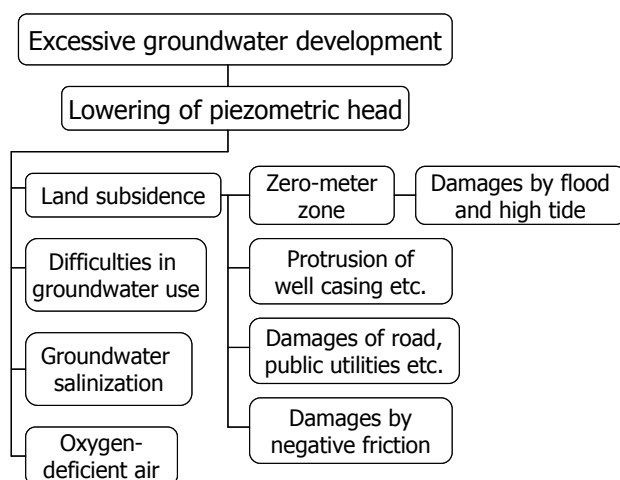 Excessive groundwater development
Lowering of piezometric head
Land subsidence
Zero-meter
zone
Damages by flood
and high tide
Difficulties in
groundwater use
Protrusion of
well casing etc.
Groundwater
salinization
Damages of road,
public utilities etc.
Oxygen-
deficient air
Damages by
negative friction